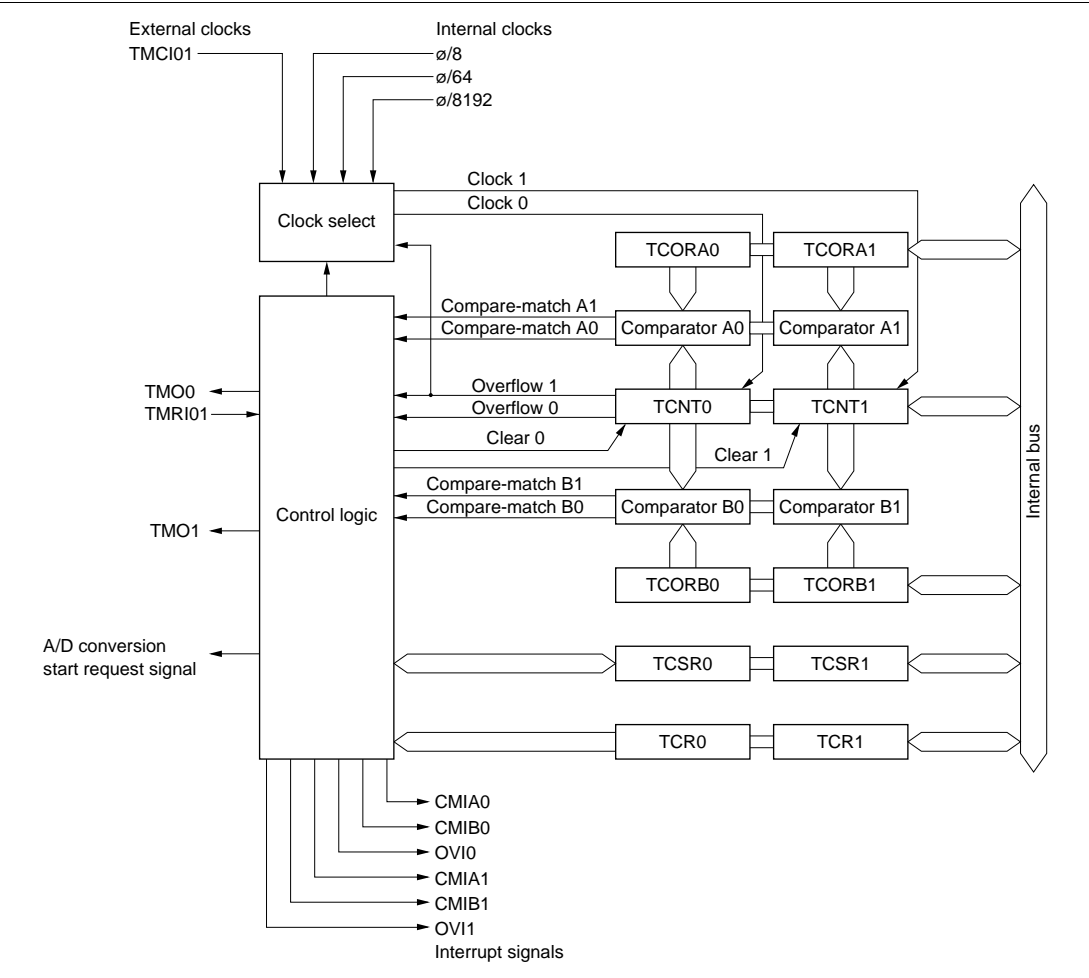 External clocks
Internal clocks
TMCI01
ø/8
ø/64
ø/8192
Clock 1
Clock 0
Clock select
TCORA0
TCORA1
Compare-match A1
Compare-match A0
Comparator A0
Comparator A1
TMO0
TMRI01
Overflow 1
Overflow 0
TCNT0
TCNT1
Clear 0
Clear 1
Internal bus
Compare-match B1
Compare-match B0
Comparator B0
Comparator B1
Control logic
TMO1
TCORB0
TCORB1
A/D conversion
start request signal
TCSR0
TCSR1
TCR0
TCR1
CMIA0
CMIB0
OVI0
CMIA1
CMIB1
OVI1
Interrupt signals